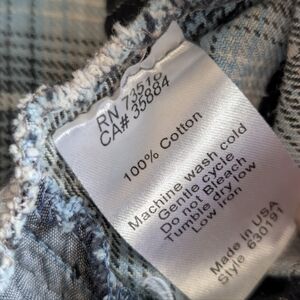 RN 73510
CA# 35884
100% Cotton
Machine wash cold
Gentle cycle
Do not Bleach
Tumble dry low
Low iron
Made in USA
Style 630191